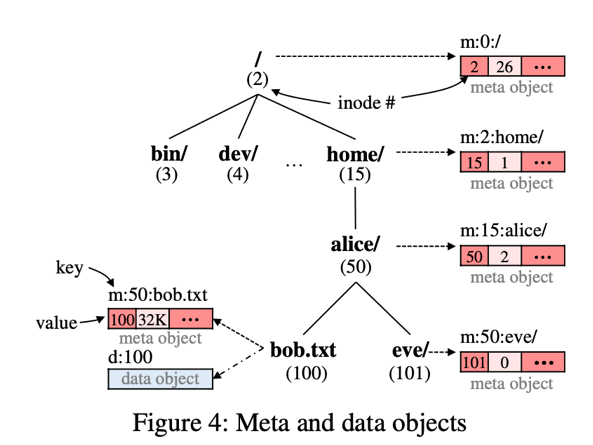 m:0:/
/
(2)
2 26 •••
meta object
inode #
bin/ dev/ ... home/
(3) (4) (15)
m:2:home/
15 1 •••
meta object
alice/
(50)
m:15:alice/
50 2 •••
meta object
key
m:50:bob.txt
value
100 32K •••
meta object
d:100
data object
bob.txt
(100)
eve/
(101)
m:50:eve/
101 0 •••
meta object
Figure 4: Meta and data objects